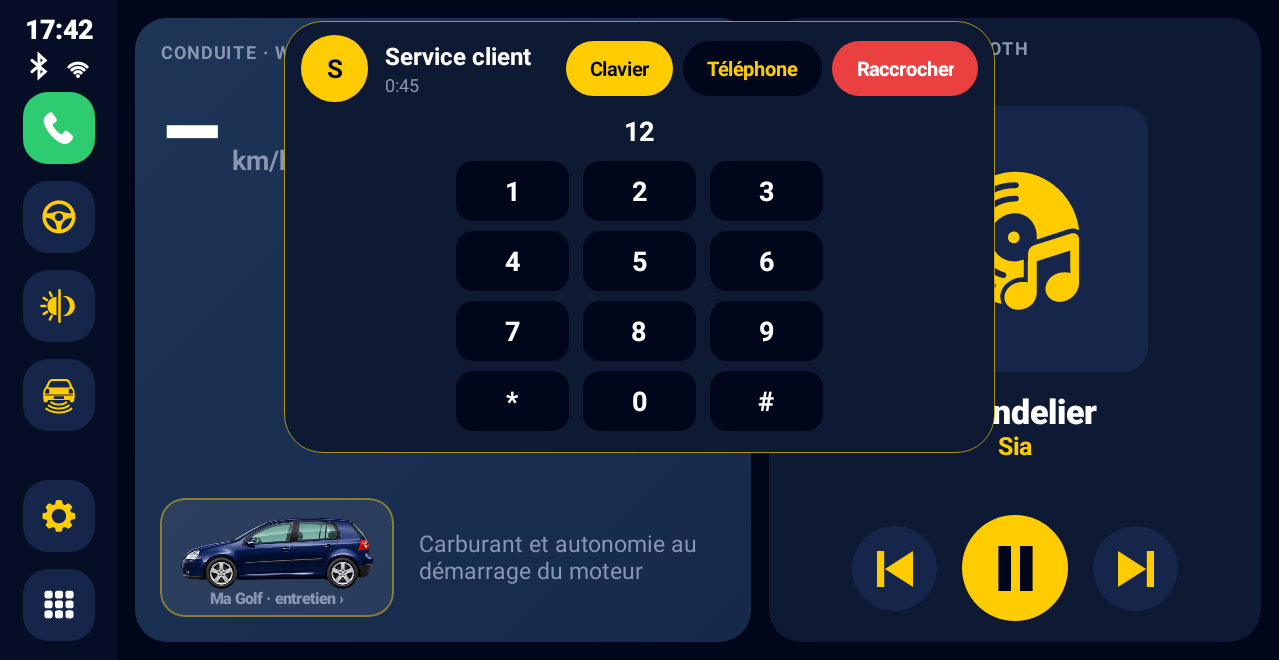 17:42
CONDUITE ·
OTH
S
Service client
0:45
Clavier
Téléphone
Raccrocher
12
km/h
1 2 3
4 5 6
7 8 9
* 0 #
Sia
Carburant et autonomie au
démarrage du moteur
Ma Golf · entretien ›